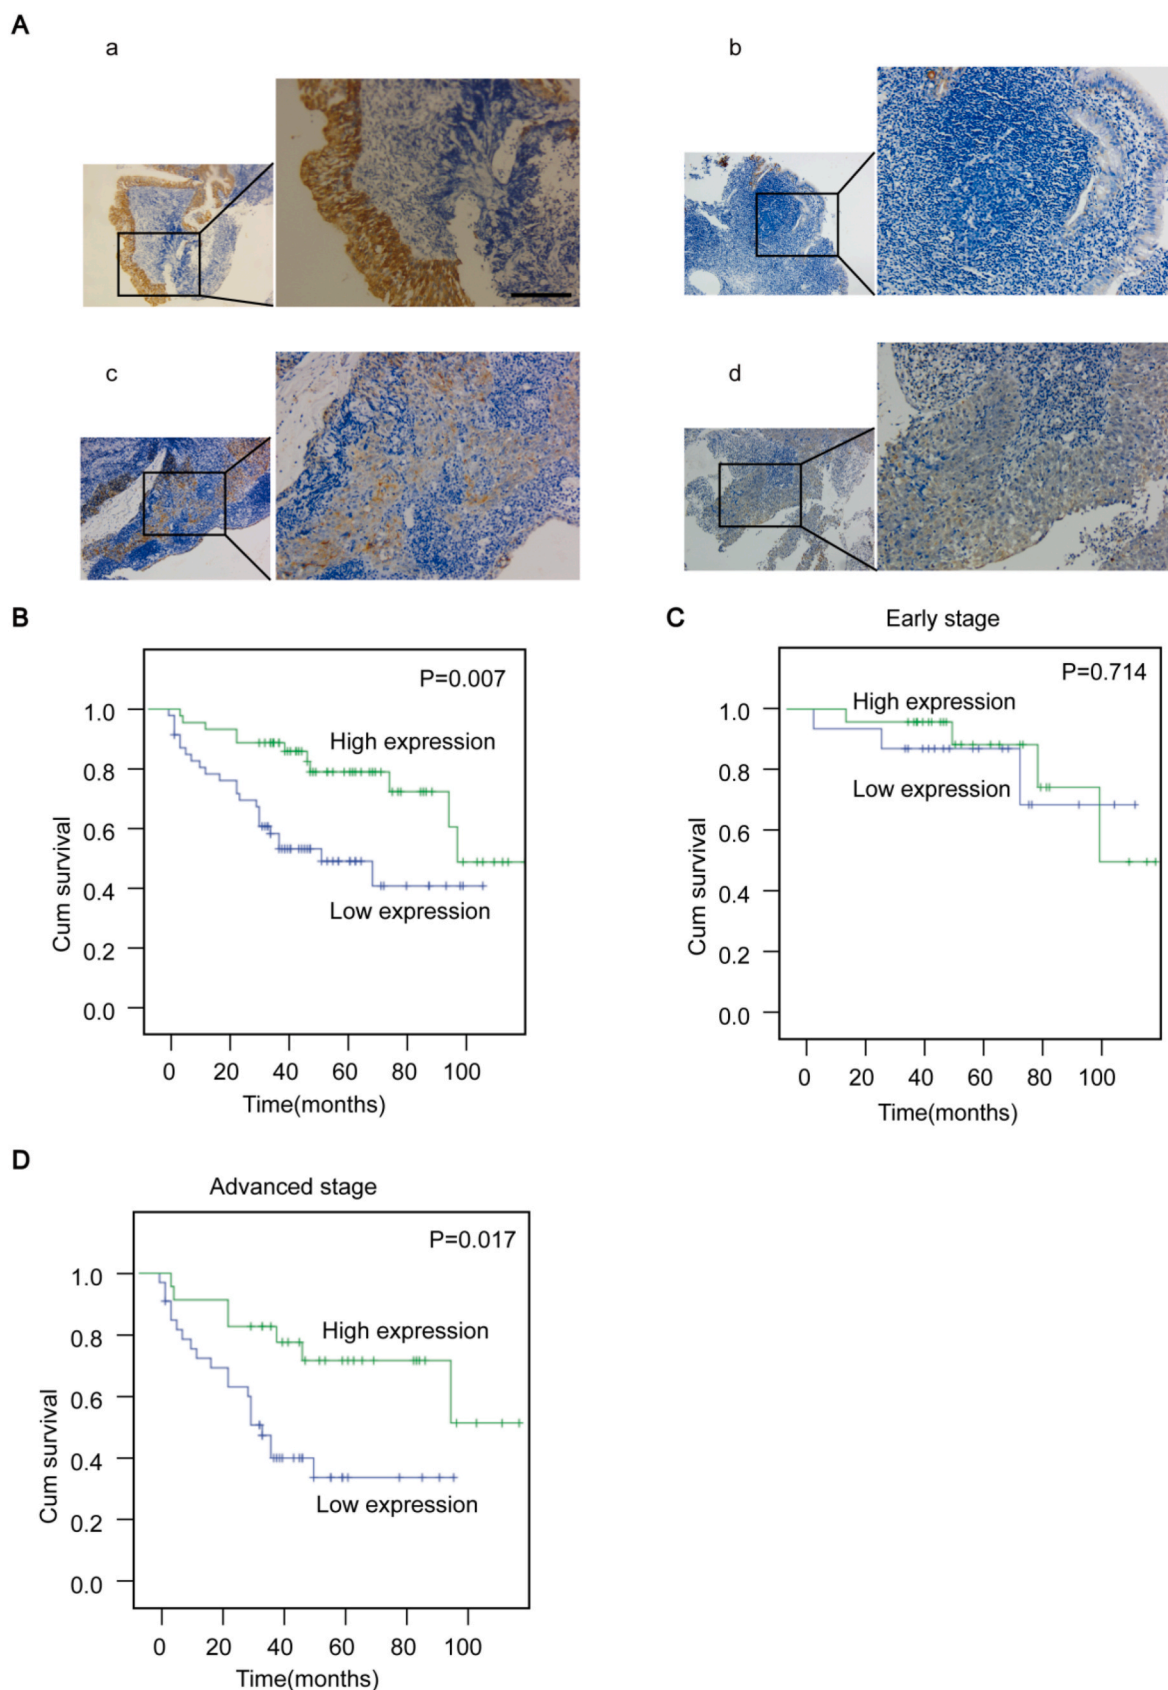 A
a
b
c
d
B
P=0.007
1.0
0.8
0.6
0.4
0.2
0.0
High expression
Low expression
Cum survival
0 20 40 60 80 100
Time(months)
C
Early stage
P=0.714
1.0
0.8
0.6
0.4
0.2
0.0
High expression
Low expression
Cum survival
0 20 40 60 80 100
Time(months)
D
Advanced stage
P=0.017
1.0
0.8
0.6
0.4
0.2
0.0
High expression
Low expression
Cum survival
0 20 40 60 80 100
Time(months)